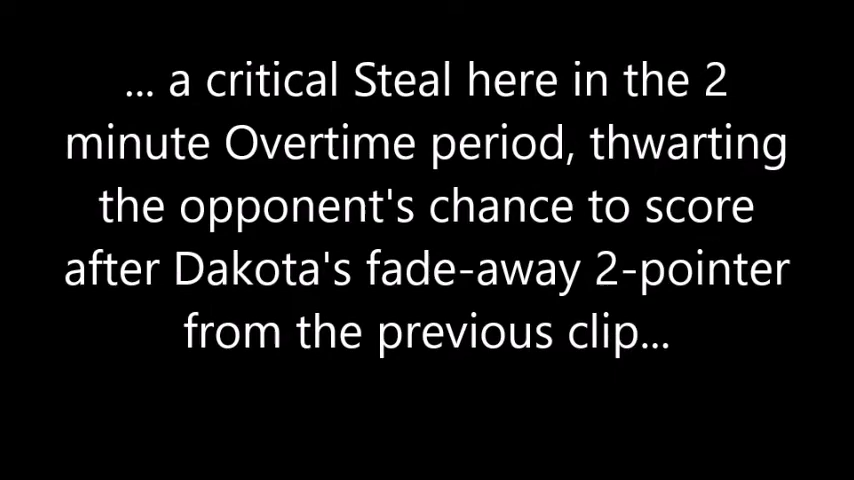 ... a critical Steal here in the 2
minute Overtime period, thwarting
the opponent's chance to score
after Dakota's fade-away 2-pointer
from the previous clip...